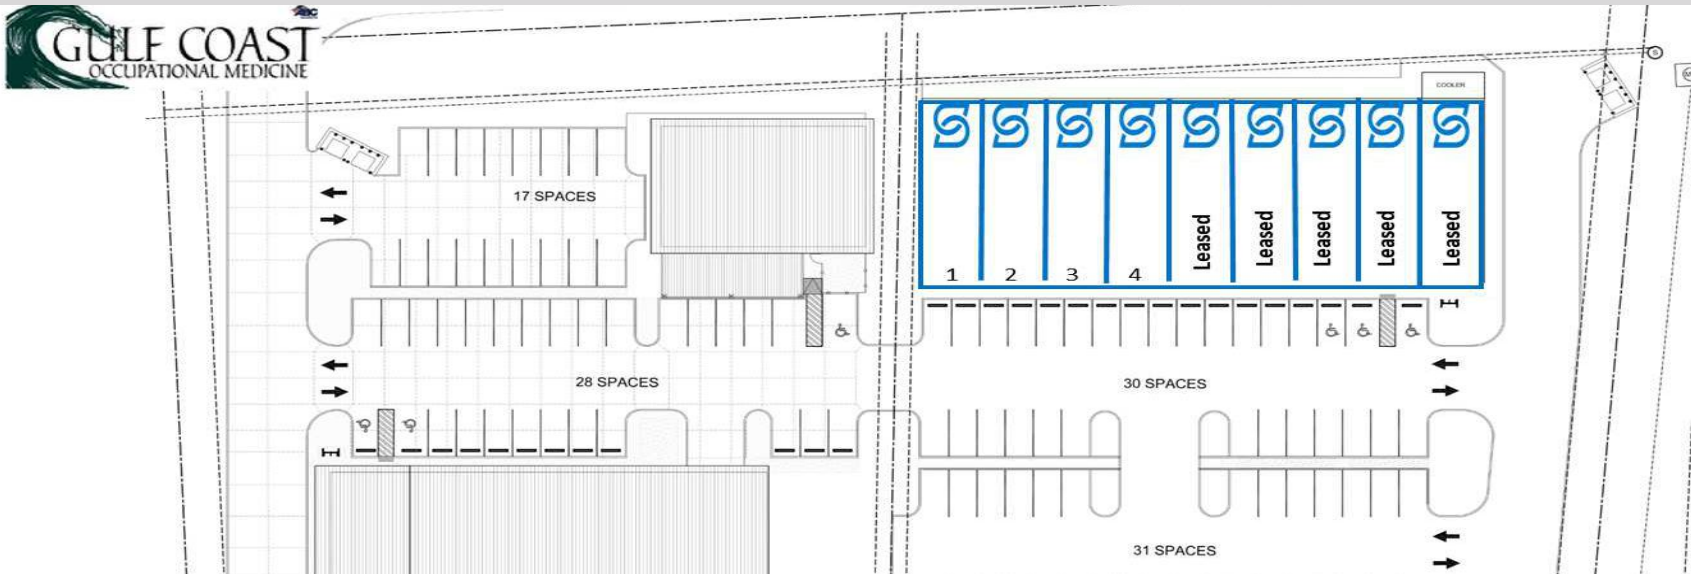 GULF COAST
OCCUPATIONAL MEDICINE
COOLER
17 SPACES
1
2
3
4
Leased
Leased
Leased
Leased
Leased
28 SPACES
30 SPACES
31 SPACES